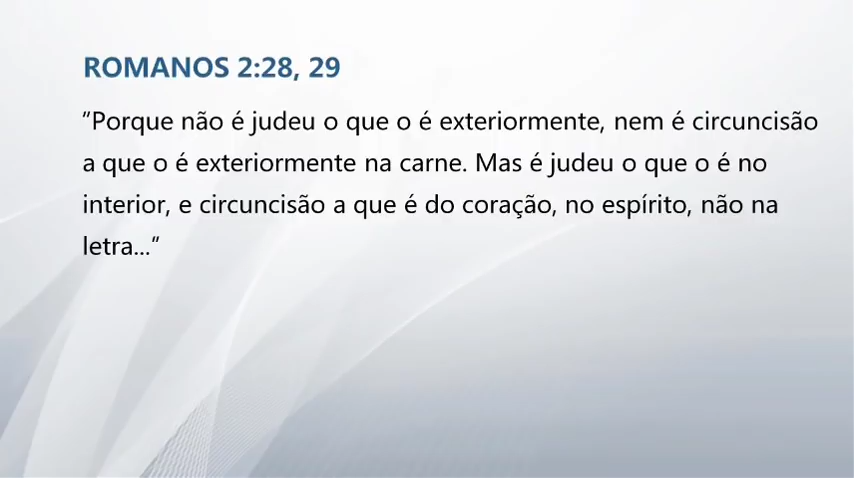 ROMANOS 2:28, 29
"Porque não é judeu o que o é exteriormente, nem é circuncisão
a que o é exteriormente na carne. Mas é judeu o que o é no
interior, e circuncisão a que é do coração, no espírito, não na
letra..."